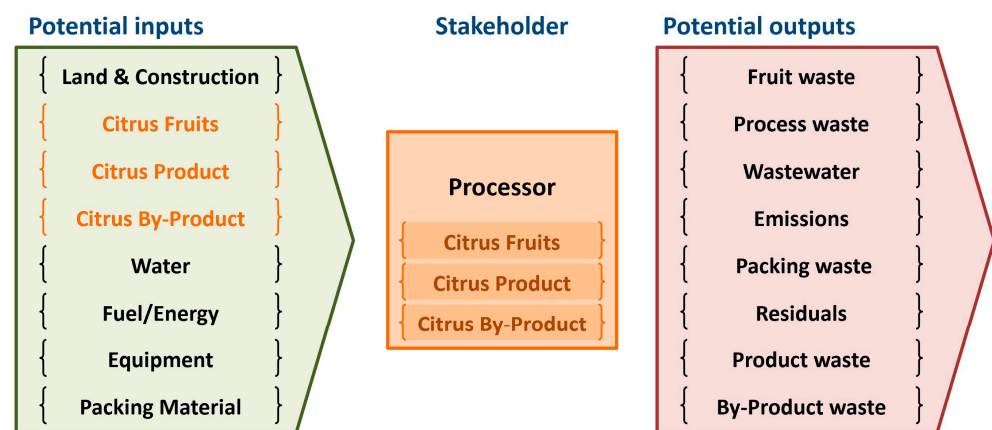 Potential inputs
{ Land & Construction }
{ Citrus Fruits }
{ Citrus Product }
{ Citrus By-Product }
{ Water }
{ Fuel/Energy }
{ Equipment }
{ Packing Material }
Stakeholder
Processor
{ Citrus Fruits }
{ Citrus Product }
{ Citrus By-Product }
Potential outputs
{ Fruit waste }
{ Process waste }
{ Wastewater }
{ Emissions }
{ Packing waste }
{ Residuals }
{ Product waste }
{ By-Product waste }